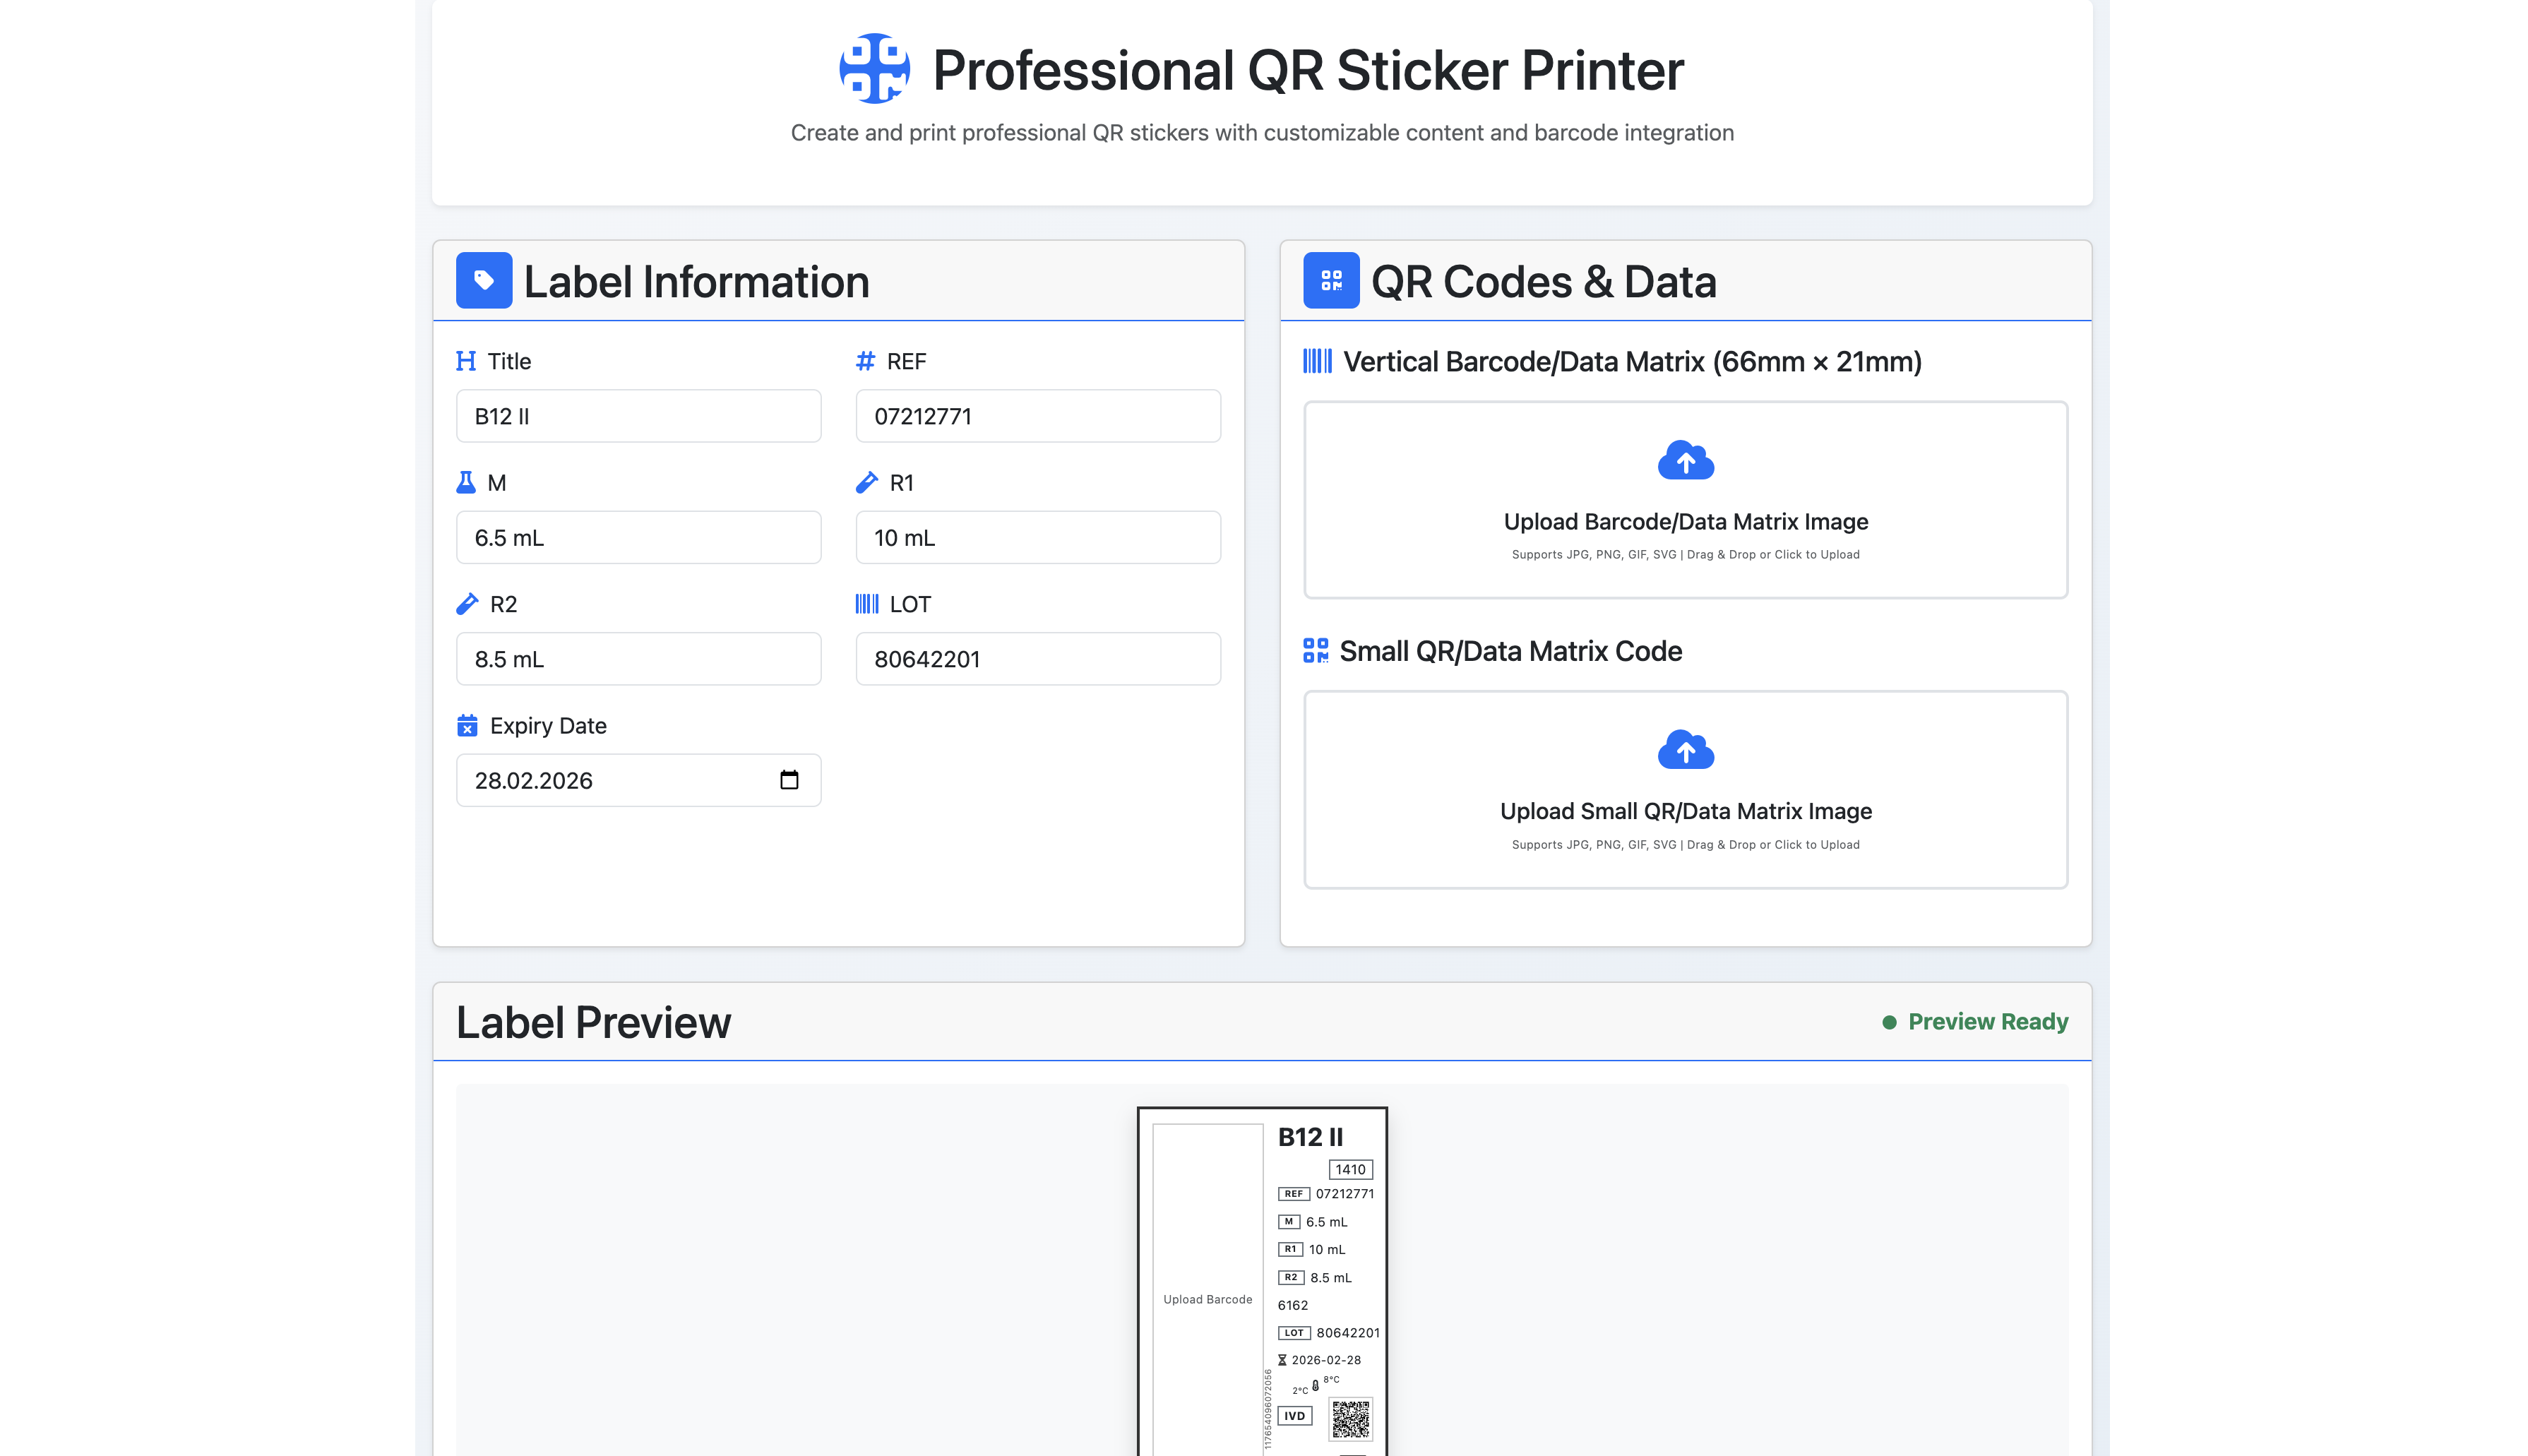 Professional QR Sticker Printer
Create and print professional QR stickers with customizable content and barcode integration
Label Information
Title
B12 II
REF
07212771
M
6.5 mL
R1
10 mL
R2
8.5 mL
LOT
80642201
Expiry Date
28.02.2026
QR Codes & Data
Vertical Barcode/Data Matrix (66mm × 21mm)
Upload Barcode/Data Matrix Image
Supports JPG, PNG, GIF, SVG | Drag & Drop or Click to Upload
Small QR/Data Matrix Code
Upload Small QR/Data Matrix Image
Supports JPG, PNG, GIF, SVG | Drag & Drop or Click to Upload
Label Preview
Preview Ready
Upload Barcode
117654096072056
B12 II
1410
REF 07212771
M 6.5 mL
R1 10 mL
R2 8.5 mL
6162
LOT 80642201
2026-02-28
2°C 8°C
IVD